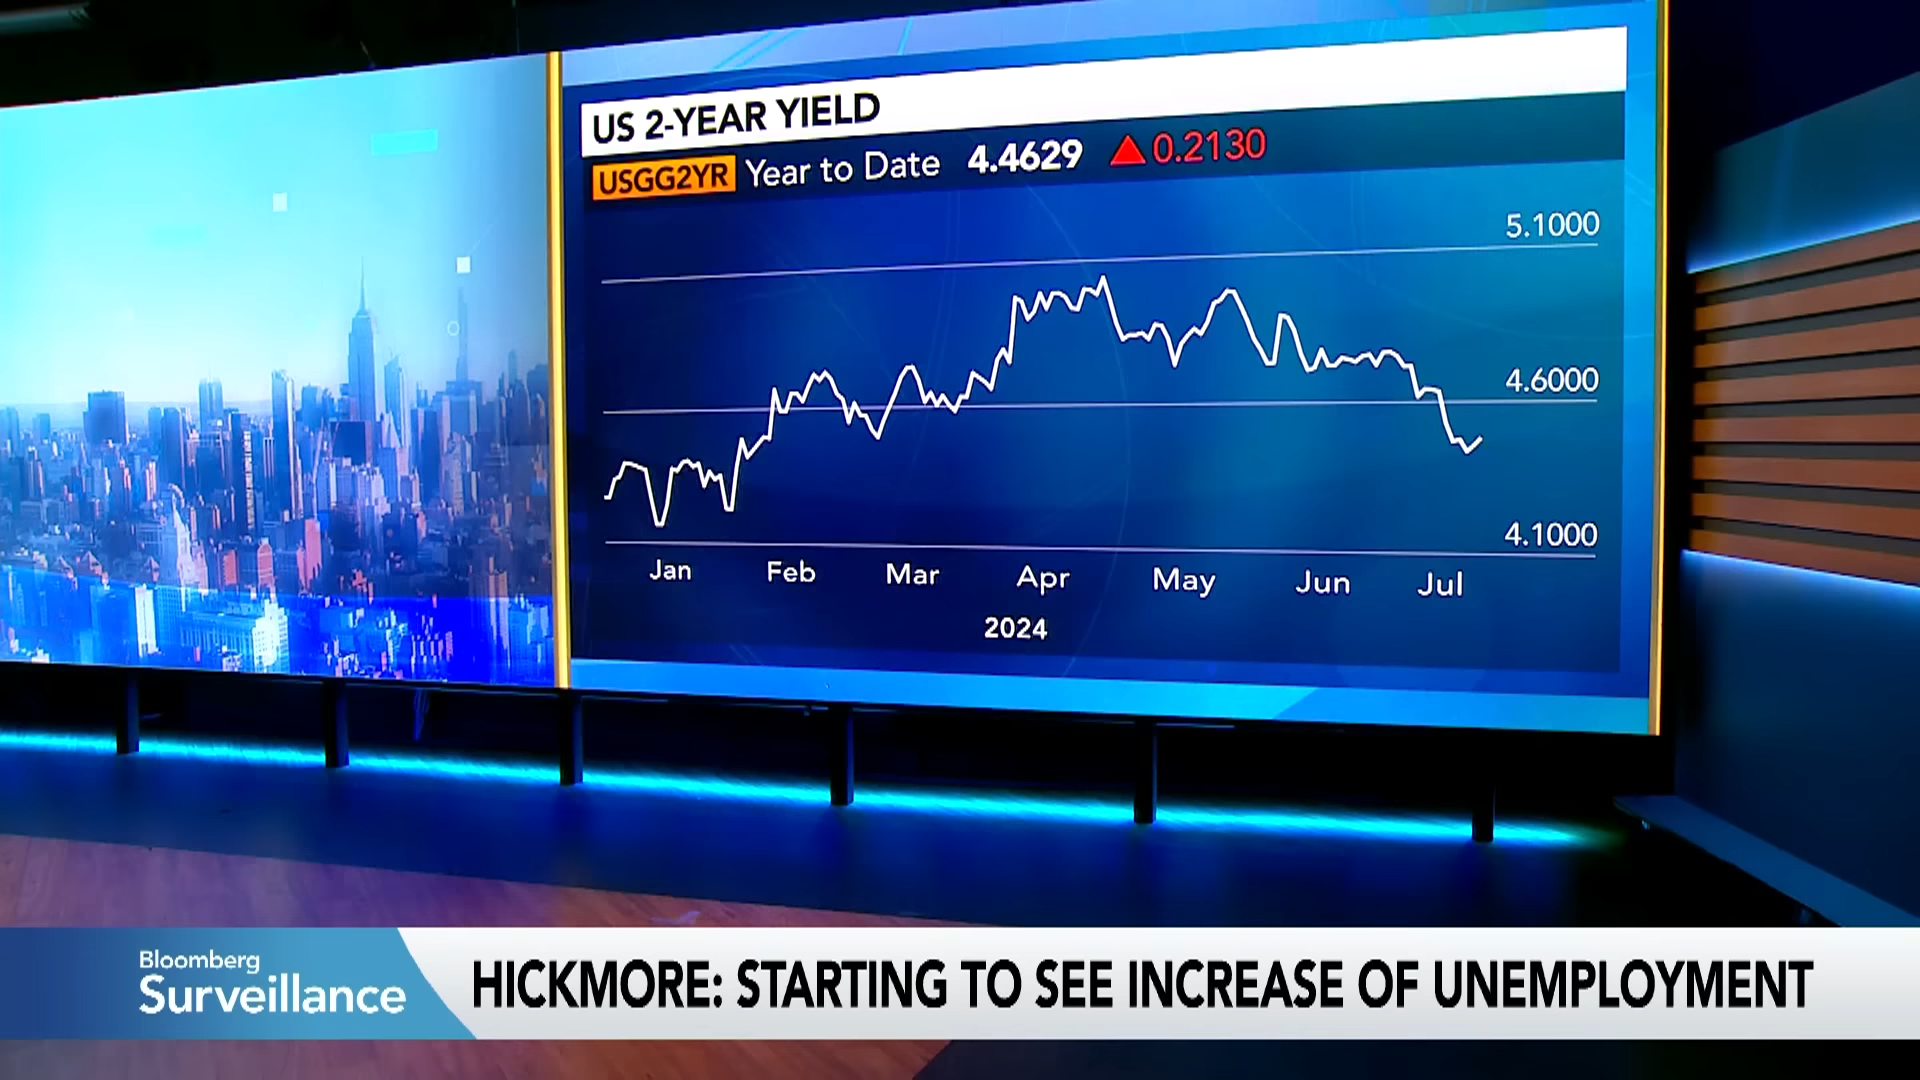 US 2-YEAR YIELD
USGG2YR Year to Date 4.4629 ▲0.2130
5.1000
4.6000
4.1000
Jan Feb Mar Apr May Jun Jul
2024
Bloomberg
Surveillance
HICKMORE: STARTING TO SEE INCREASE OF UNEMPLOYMENT